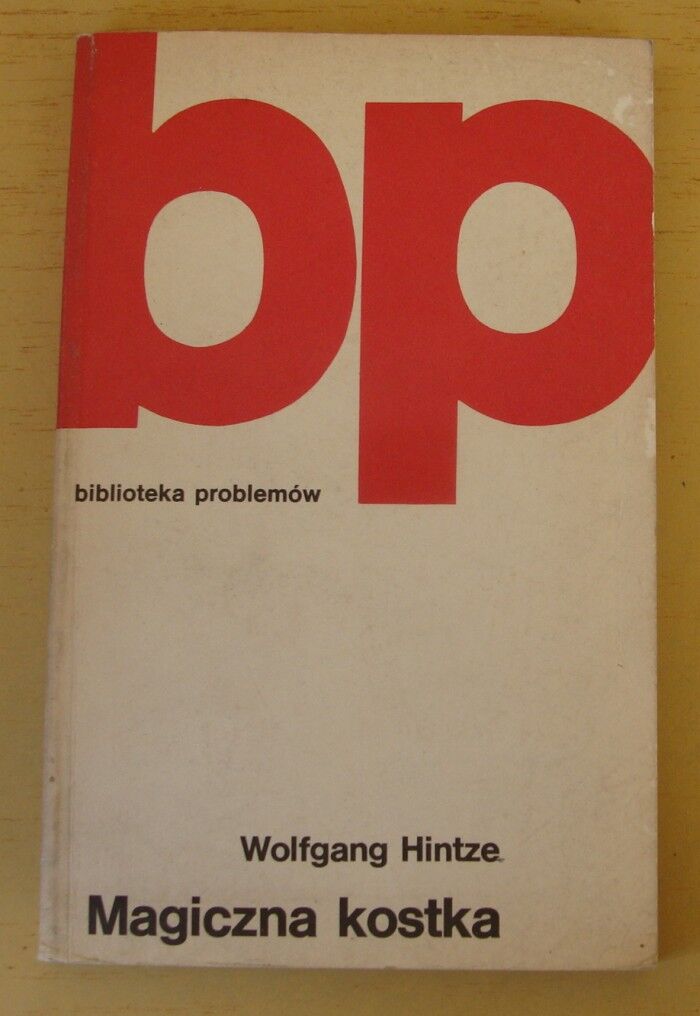 bp
biblioteka problemów
Wolfgang Hintze
Magiczna kostka